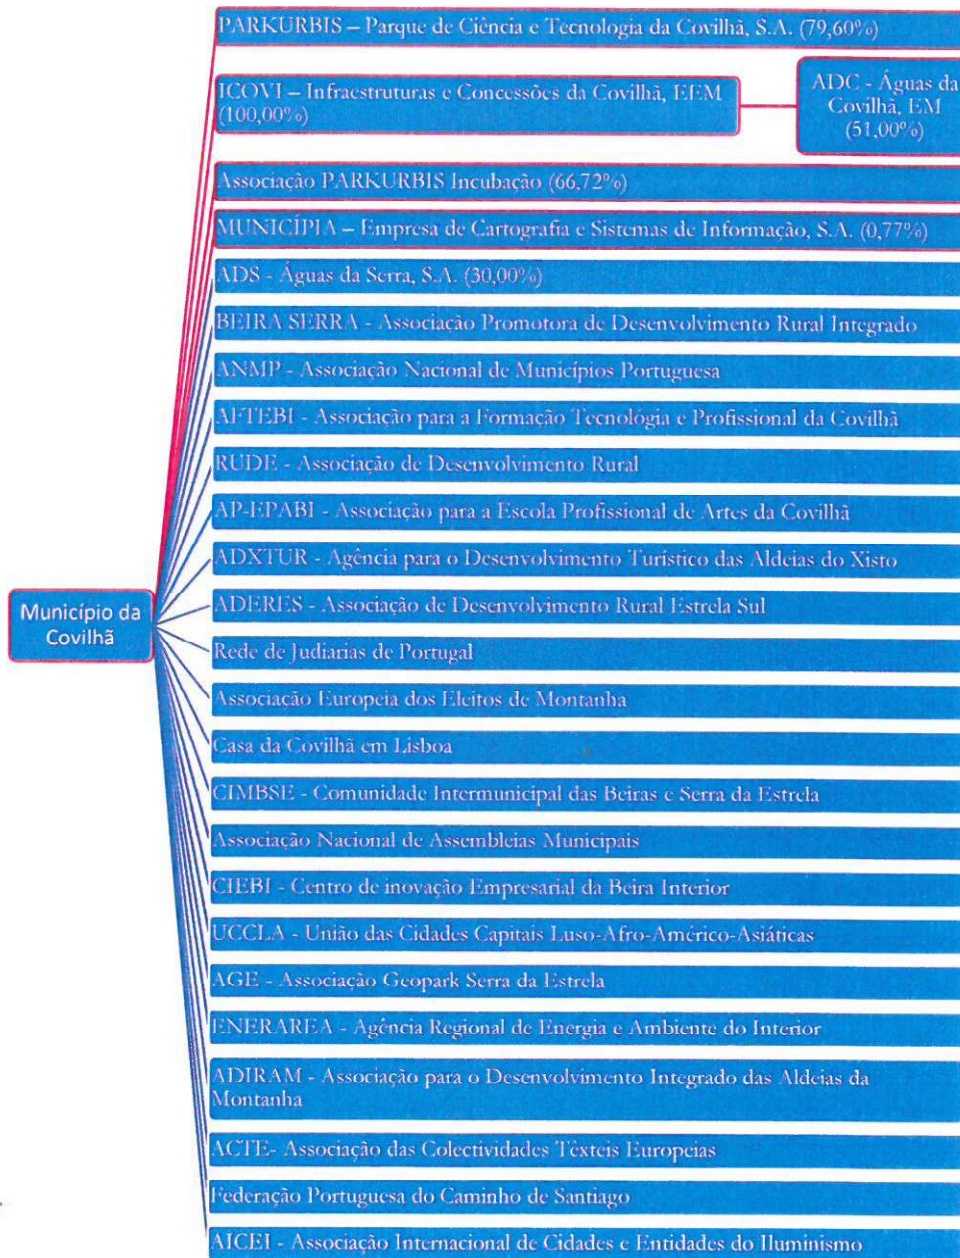 PARKURBIS – Parque de Ciência e Tecnologia da Covilhã, S.A. (79,60%)
ICOVI – Infraestruturas e Concessões da Covilhã, EEM
(100,00%)
ADC - Águas da
Covilhã, EM
(51,00%)
Associação PARKURBIS Incubação (66,72%)
MUNICÍPIA – Empresa de Cartografia e Sistemas de Informação, S.A. (0,77%)
ADS - Águas da Serra, S.A. (30,00%)
BEIRA SERRA - Associação Promotora de Desenvolvimento Rural Integrado
ANMP - Associação Nacional de Municípios Portuguesa
AFTEBI - Associação para a Formação Tecnológia e Profissional da Covilhã
RUDE - Associação de Desenvolvimento Rural
AP-EPABI - Associação para a Escola Profissional de Artes da Covilhã
ADXTUR - Agência para o Desenvolvimento Turístico das Aldeias do Xisto
Município da
Covilhã
ADERES - Associação de Desenvolvimento Rural Estrela Sul
Rede de Judiarias de Portugal
Associação Europeia dos Eleitos de Montanha
Casa da Covilhã em Lisboa
CIMBSE - Comunidade Intermunicipal das Beiras e Serra da Estrela
Associação Nacional de Assembleias Municipais
CIEBI - Centro de inovação Empresarial da Beira Interior
UCCLA - União das Cidades Capitais Luso-Afro-Américo-Asiáticas
AGE - Associação Geopark Serra da Estrela
ENERAREA - Agência Regional de Energia e Ambiente do Interior
ADIRAM - Associação para o Desenvolvimento Integrado das Aldeias da
Montanha
ACTE- Associação das Colectividades Têxteis Europeias
Federação Portuguesa do Caminho de Santiago
AICEI - Associação Internacional de Cidades e Entidades do Iluminismo